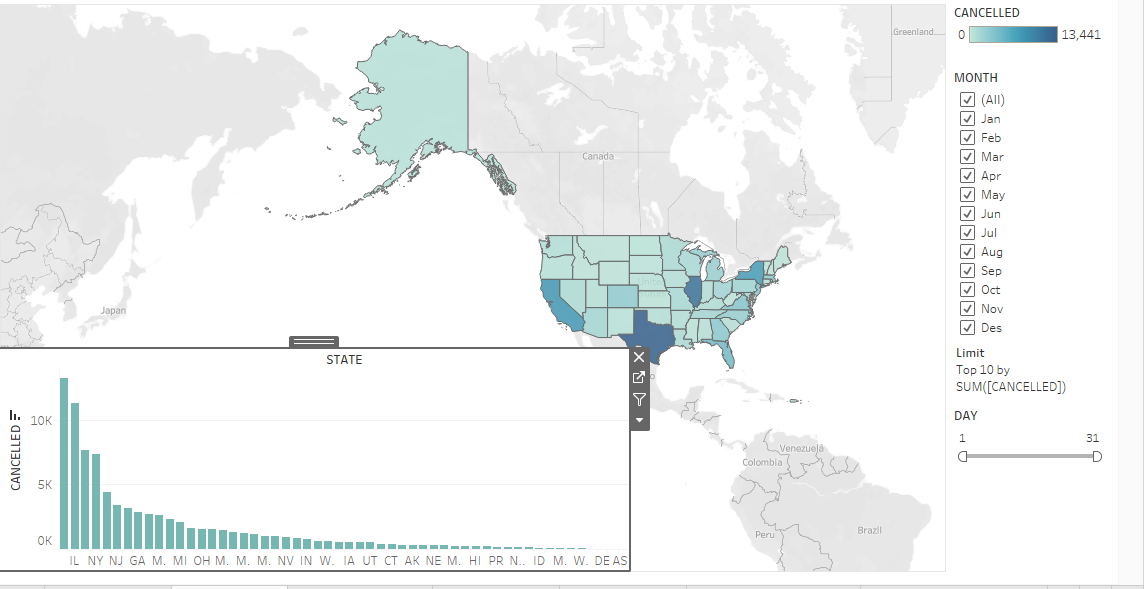 CANCELLED
0 13,441
Greenland
MONTH
(All)
Jan
Feb
Mar
Apr
May
Jun
Jul
Aug
Sep
Oct
Nov
Des
Limit
Top 10 by
SUM([CANCELLED])
DAY
1 31
Canada
Japan
Venezuela
Colombia
Peru
Brazil
STATE
CANCELLED
10K
5K
0K
IL NY NJ GA M. MI OH M. M. M. NV IN W. IA UT CT AK NE M. HI PR N.. ID M. W. DE AS